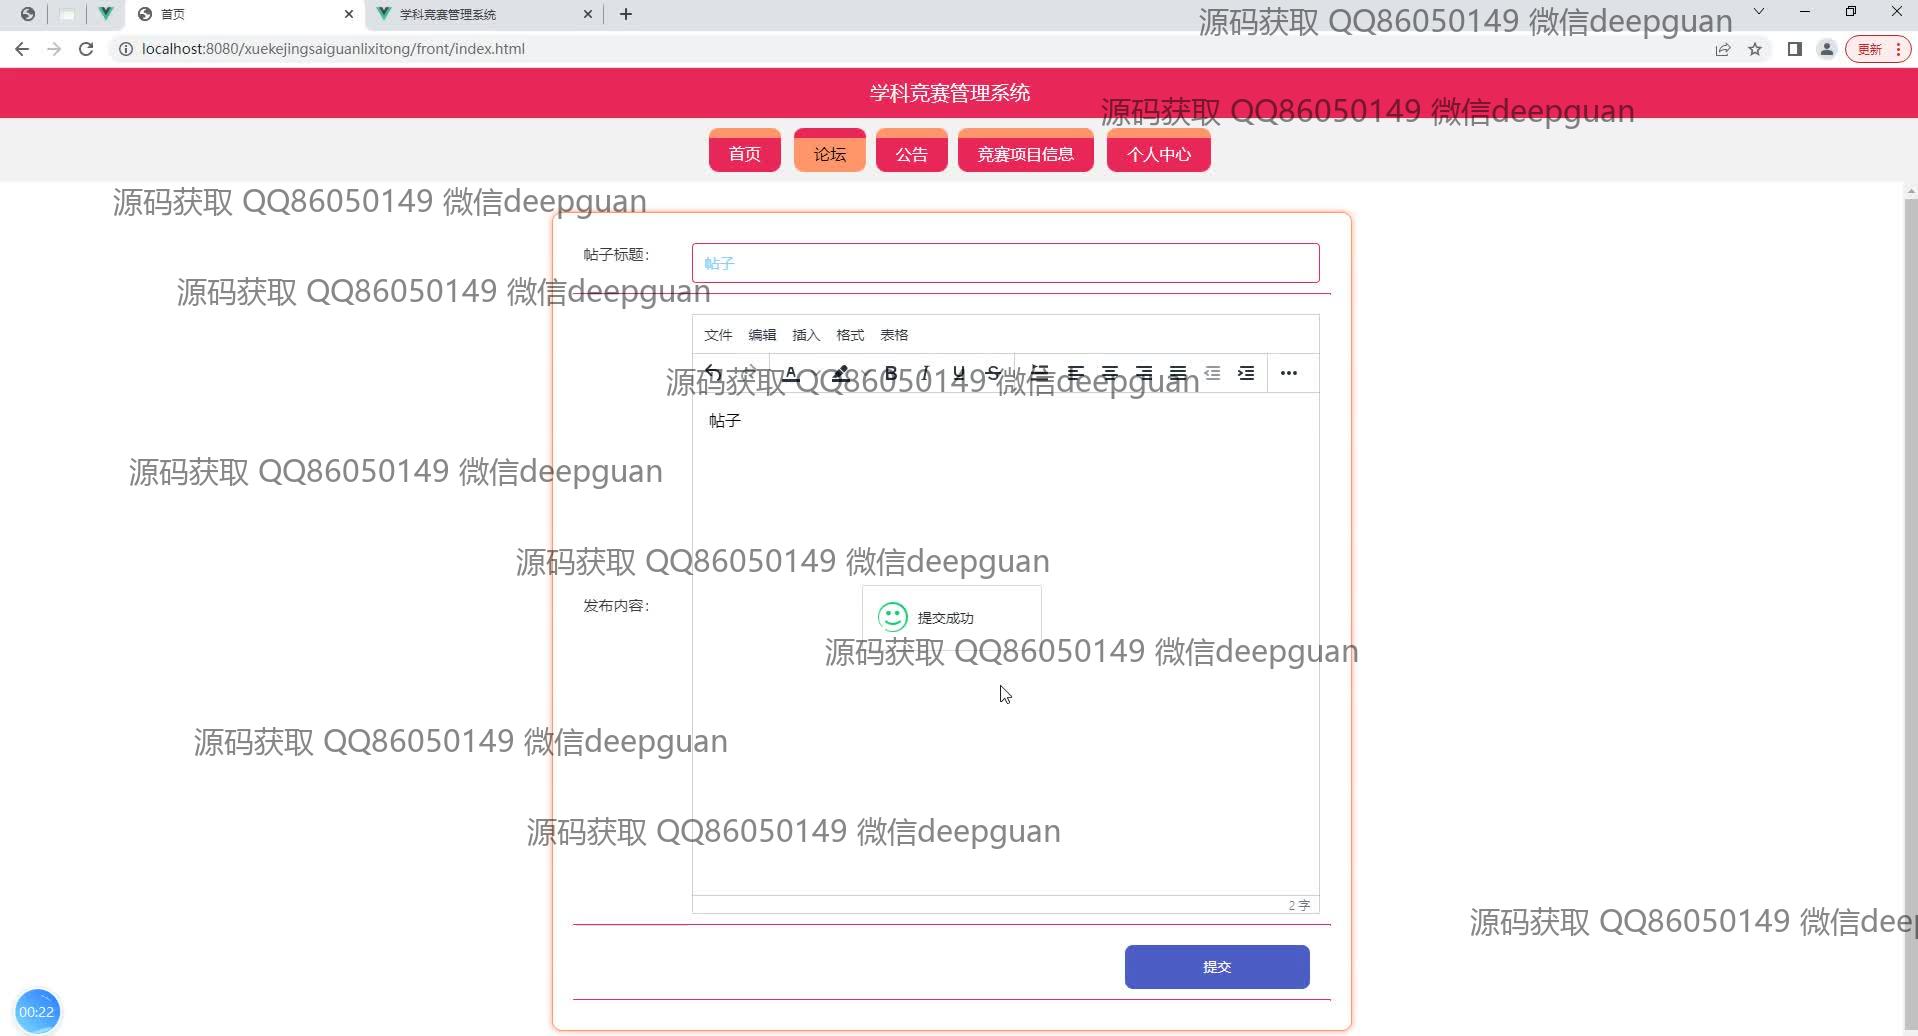 首页
学科竞赛管理系统
源码获取 QQ86050149 微信deepguan
localhost:8080/xuekejingsaiguanlixitong/front/index.html
更新
学科竞赛管理系统
源码获取 QQ86050149 微信deepguan
首页 论坛 公告 竞赛项目信息 个人中心
源码获取 QQ86050149 微信deepguan
帖子标题：
帖子
源码获取 QQ86050149 微信deepguan
文件 编辑 插入 格式 表格
源码获取 QQ86050149 微信deepguan
帖子
源码获取 QQ86050149 微信deepguan
源码获取 QQ86050149 微信deepguan
发布内容：
提交成功
源码获取 QQ86050149 微信deepguan
源码获取 QQ86050149 微信deepguan
源码获取 QQ86050149 微信deepguan
2 字
源码获取 QQ86050149 微信deep
提交
00:22